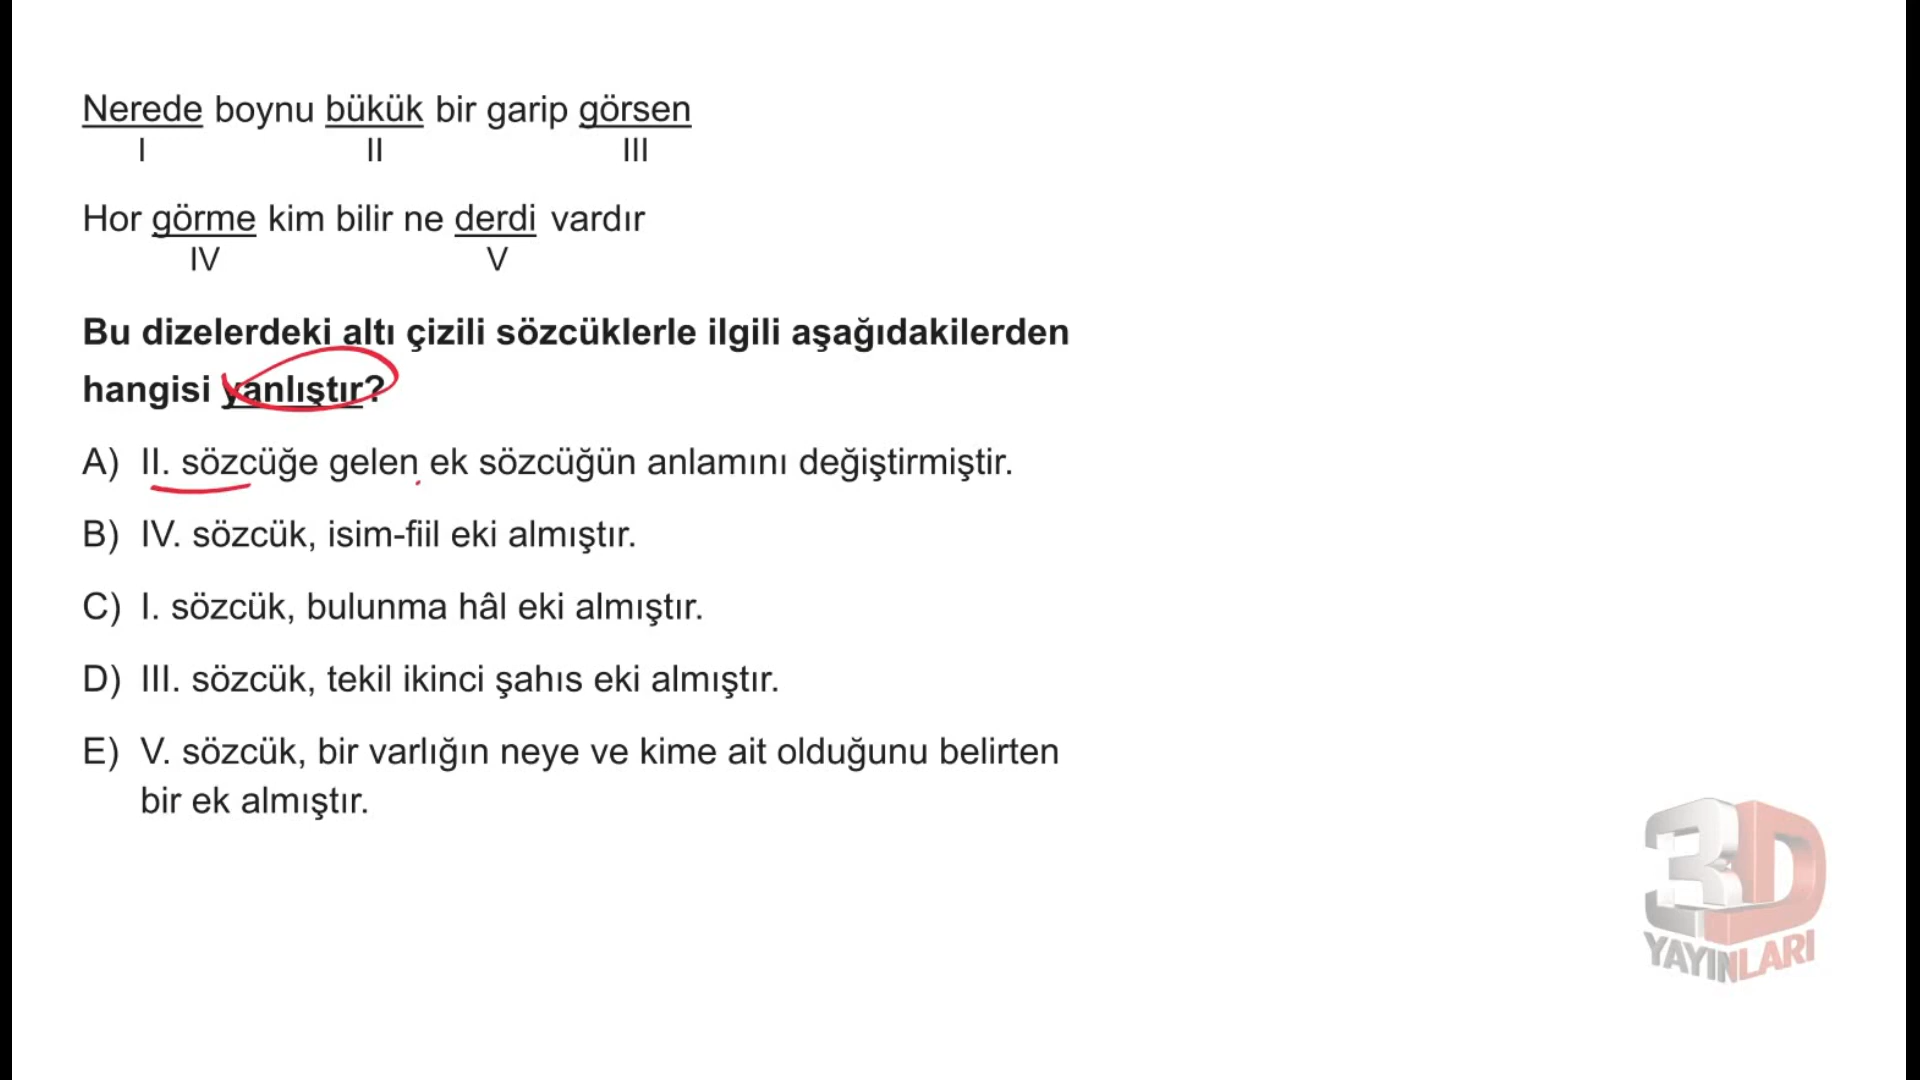 Nerede boynu bükük bir garip görsen
I II III
Hor görme kim bilir ne derdi vardır
IV V
Bu dizelerdeki altı çizili sözcüklerle ilgili aşağıdakilerden
hangisi yanlıştır?
A) II. sözcüğe gelen ek sözcüğün anlamını değiştirmiştir.
B) IV. sözcük, isim-fiil eki almıştır.
C) I. sözcük, bulunma hâl eki almıştır.
D) III. sözcük, tekil ikinci şahıs eki almıştır.
E) V. sözcük, bir varlığın neye ve kime ait olduğunu belirten
bir ek almıştır.
3D
YAYINLARI